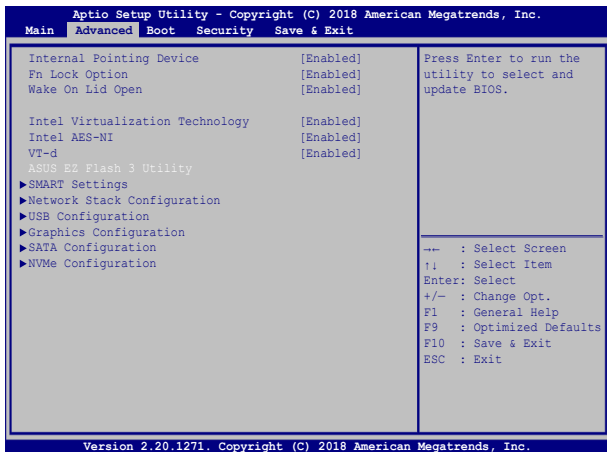 Aptio Setup Utility - Copyright (C) 2018 American Megatrends, Inc.
Main Advanced Boot Security Save & Exit
Internal Pointing Device [Enabled]
Fn Lock Option [Enabled]
Wake On Lid Open [Enabled]
Intel Virtualization Technology [Enabled]
Intel AES-NI [Enabled]
VT-d [Enabled]
ASUS EZ Flash 3 Utility
▶SMART Settings
▶Network Stack Configuration
▶USB Configuration
▶Graphics Configuration
▶SATA Configuration
▶NVMe Configuration
Press Enter to run the
utility to select and
update BIOS.
→← : Select Screen
↑↓ : Select Item
Enter: Select
+/— : Change Opt.
F1 : General Help
F9 : Optimized Defaults
F10 : Save & Exit
ESC : Exit
Version 2.20.1271. Copyright (C) 2018 American Megatrends, Inc.